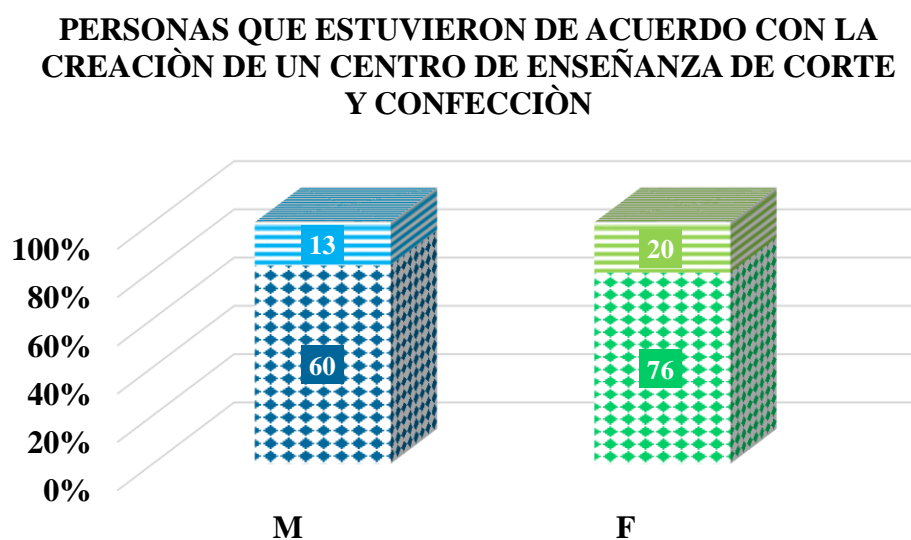 PERSONAS QUE ESTUVIERON DE ACUERDO CON LA
CREACIÒN DE UN CENTRO DE ENSEÑANZA DE CORTE
Y CONFECCIÒN
100%
80%
60%
40%
20%
0%
13
60
20
76
M
F